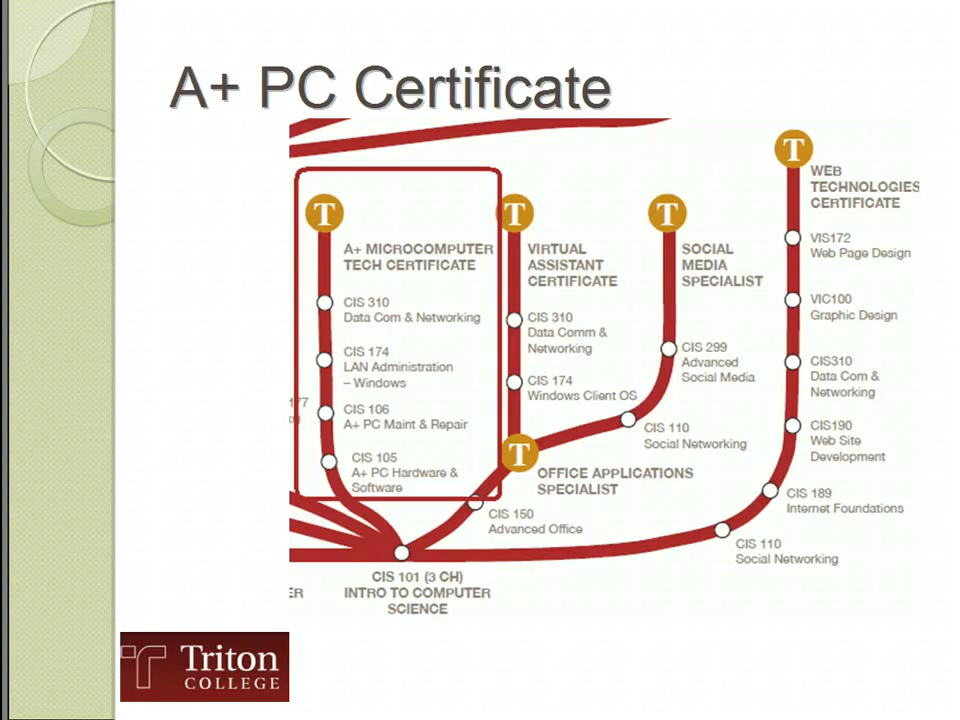 A+ PC Certificate
T
A+ MICROCOMPUTER
TECH CERTIFICATE
CIS 310
Data Com & Networking
CIS 174
LAN Administration
– Windows
CIS 106
A+ PC Maint & Repair
CIS 105
A+ PC Hardware &
Software
T
VIRTUAL
ASSISTANT
CERTIFICATE
CIS 310
Data Comm &
Networking
CIS 174
Windows Client OS
T
OFFICE APPLICATIONS
SPECIALIST
CIS 150
Advanced Office
T
SOCIAL
MEDIA
SPECIALIST
CIS 299
Advanced
Social Media
CIS 110
Social Networking
T
WEB
TECHNOLOGIES
CERTIFICATE
VIS172
Web Page Design
VIC100
Graphic Design
CIS310
Data Com &
Networking
CIS190
Web Site
Development
CIS 189
Internet Foundations
CIS 110
Social Networking
CIS 101 (3 CH)
INTRO TO COMPUTER
SCIENCE
ER
Triton
COLLEGE